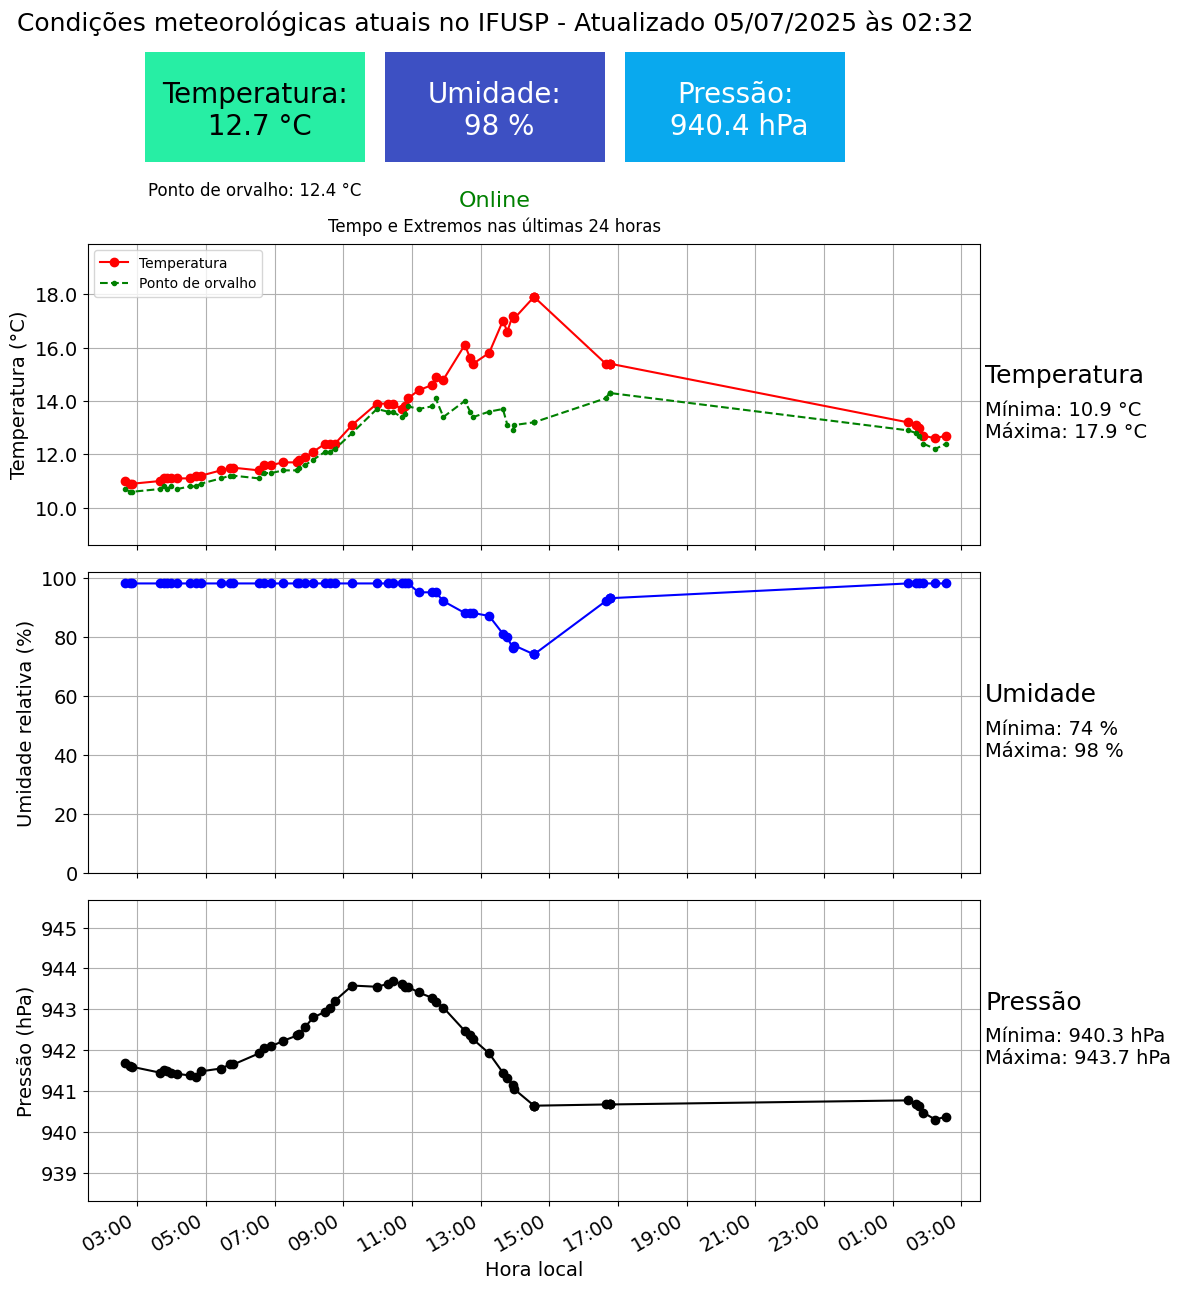 Condições meteorológicas atuais no IFUSP - Atualizado 05/07/2025 às 02:32
Temperatura:
12.7 °C
Umidade:
98 %
Pressão:
940.4 hPa
Ponto de orvalho: 12.4 °C
Online
Tempo e Extremos nas últimas 24 horas
Temperatura
Ponto de orvalho
Temperatura (°C)
18.0
16.0
14.0
12.0
10.0
Temperatura
Mínima: 10.9 °C
Máxima: 17.9 °C
Umidade relativa (%)
100
80
60
40
20
0
Umidade
Mínima: 74 %
Máxima: 98 %
Pressão (hPa)
945
944
943
942
941
940
939
Pressão
Mínima: 940.3 hPa
Máxima: 943.7 hPa
03:00
05:00
07:00
09:00
11:00
13:00
15:00
17:00
19:00
21:00
23:00
01:00
03:00
Hora local